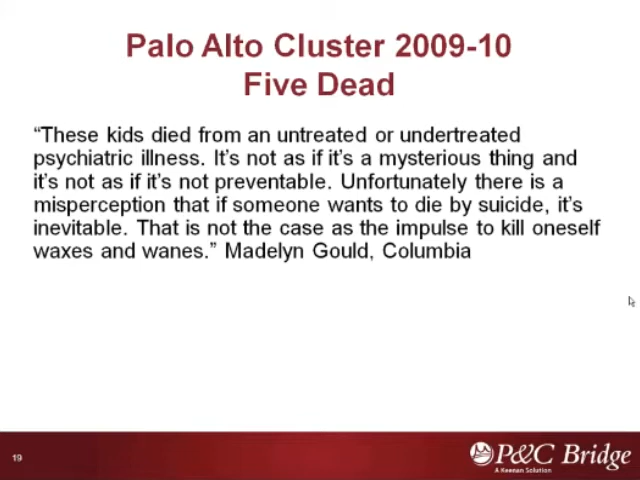 Palo Alto Cluster 2009-10
Five Dead
“These kids died from an untreated or undertreated
psychiatric illness. It’s not as if it’s a mysterious thing and
it’s not as if it’s not preventable. Unfortunately there is a
misperception that if someone wants to die by suicide, it’s
inevitable. That is not the case as the impulse to kill oneself
waxes and wanes.” Madelyn Gould, Columbia
19
P&C Bridge
A Keenan Solution